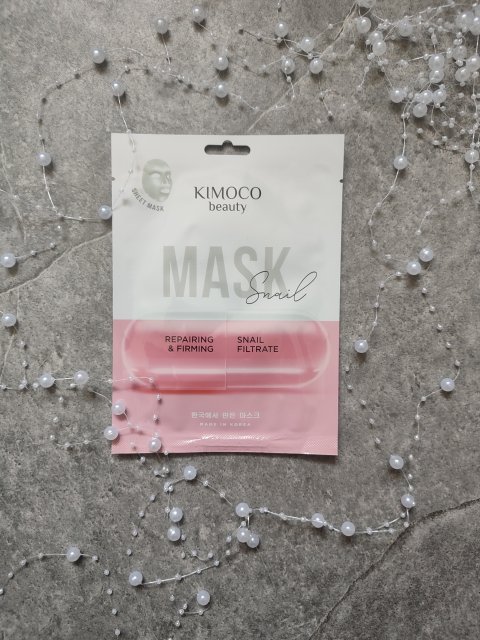 SHEET MASK
KIMOCO
beauty
MASK
Snail
REPAIRING
& FIRMING
SNAIL
FILTRATE
한국에서 만든 마스크
MADE IN KOREA